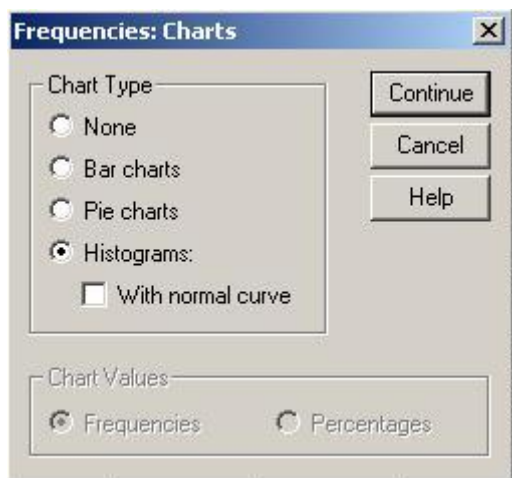 Frequencies: Charts
Chart Type
None
Bar charts
Pie charts
Histograms:
With normal curve
Continue
Cancel
Help
Chart Values
Frequencies
Percentages